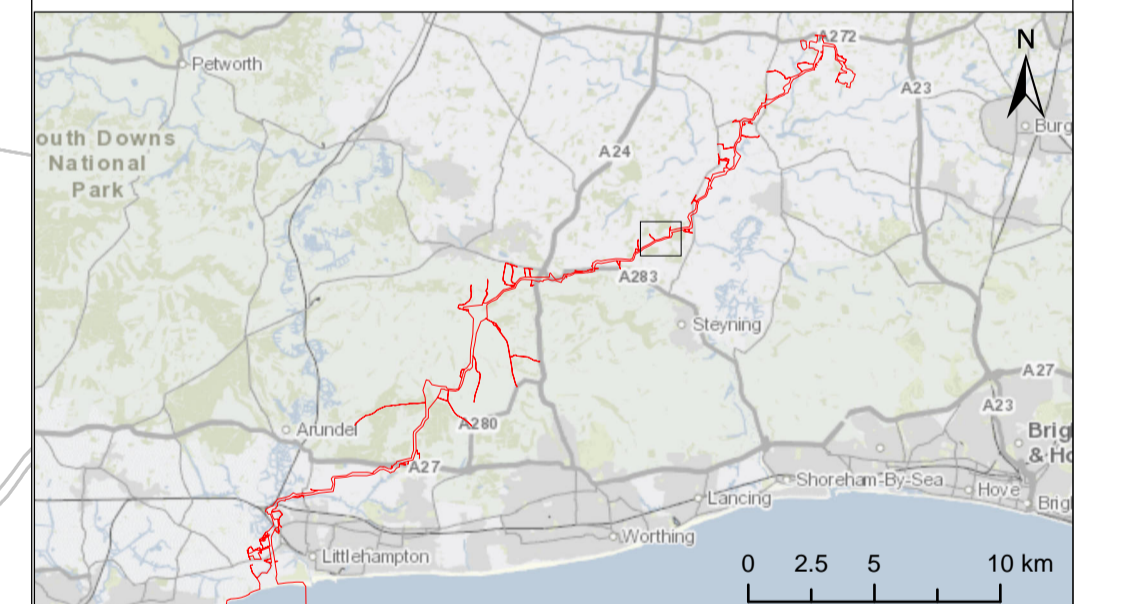 A272
N
Petworth
A23
Burg
outh Downs
National
Park
A24
A283
Steyning
A27
A23
Arundel
A280
Brig
& Ho
A27
Shoreham-By-Sea
Hove
Lancing
Brig
Worthing
Littlehampton
0 2.5 5 10 km